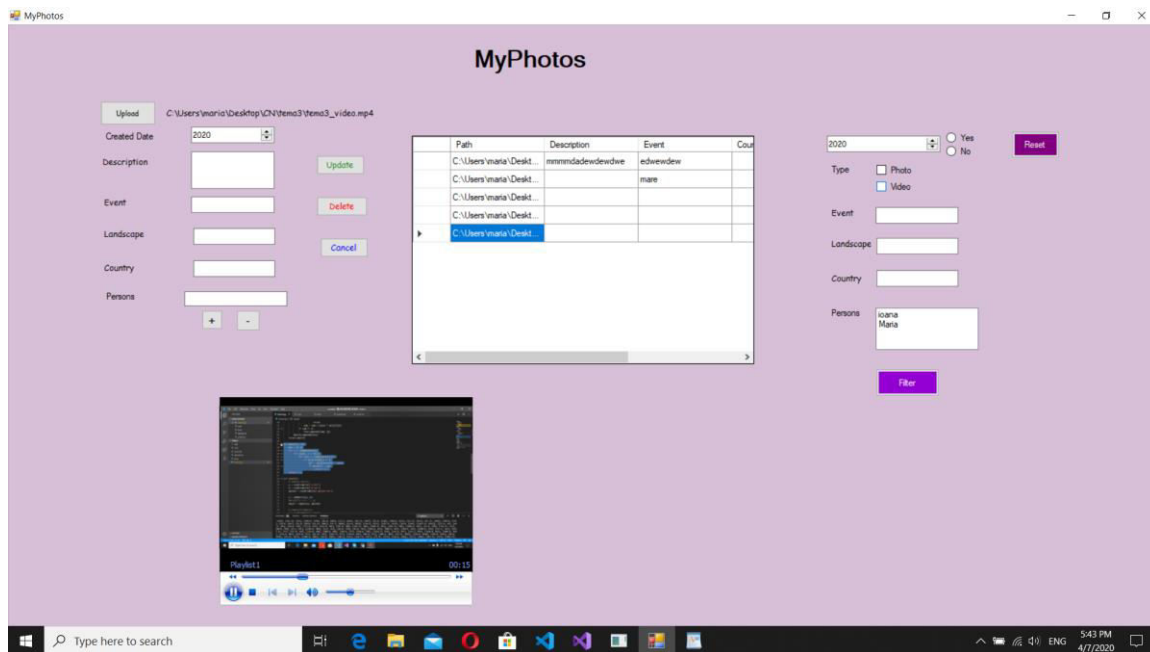 MyPhotos
MyPhotos
Upload C:\Users\maria\Desktop\CN\tema3\tema3_video.mp4
Created Date 2020
Description
Update
Event
Delete
Landscape
Cancel
Country
Persons
+ -
Path Description Event Cour
C:\Users\maria\Deskt... mmmmdadewdewdwe edwewdew
C:\Users\maria\Deskt... mare
C:\Users\maria\Deskt...
C:\Users\maria\Deskt...
C:\Users\maria\Deskt...
2020 Yes
No
Reset
Type Photo
Video
Event
Landscape
Country
Persons ioana
Maria
Filter
Playlist1 00:15
Type here to search
ENG 5:43 PM
4/7/2020